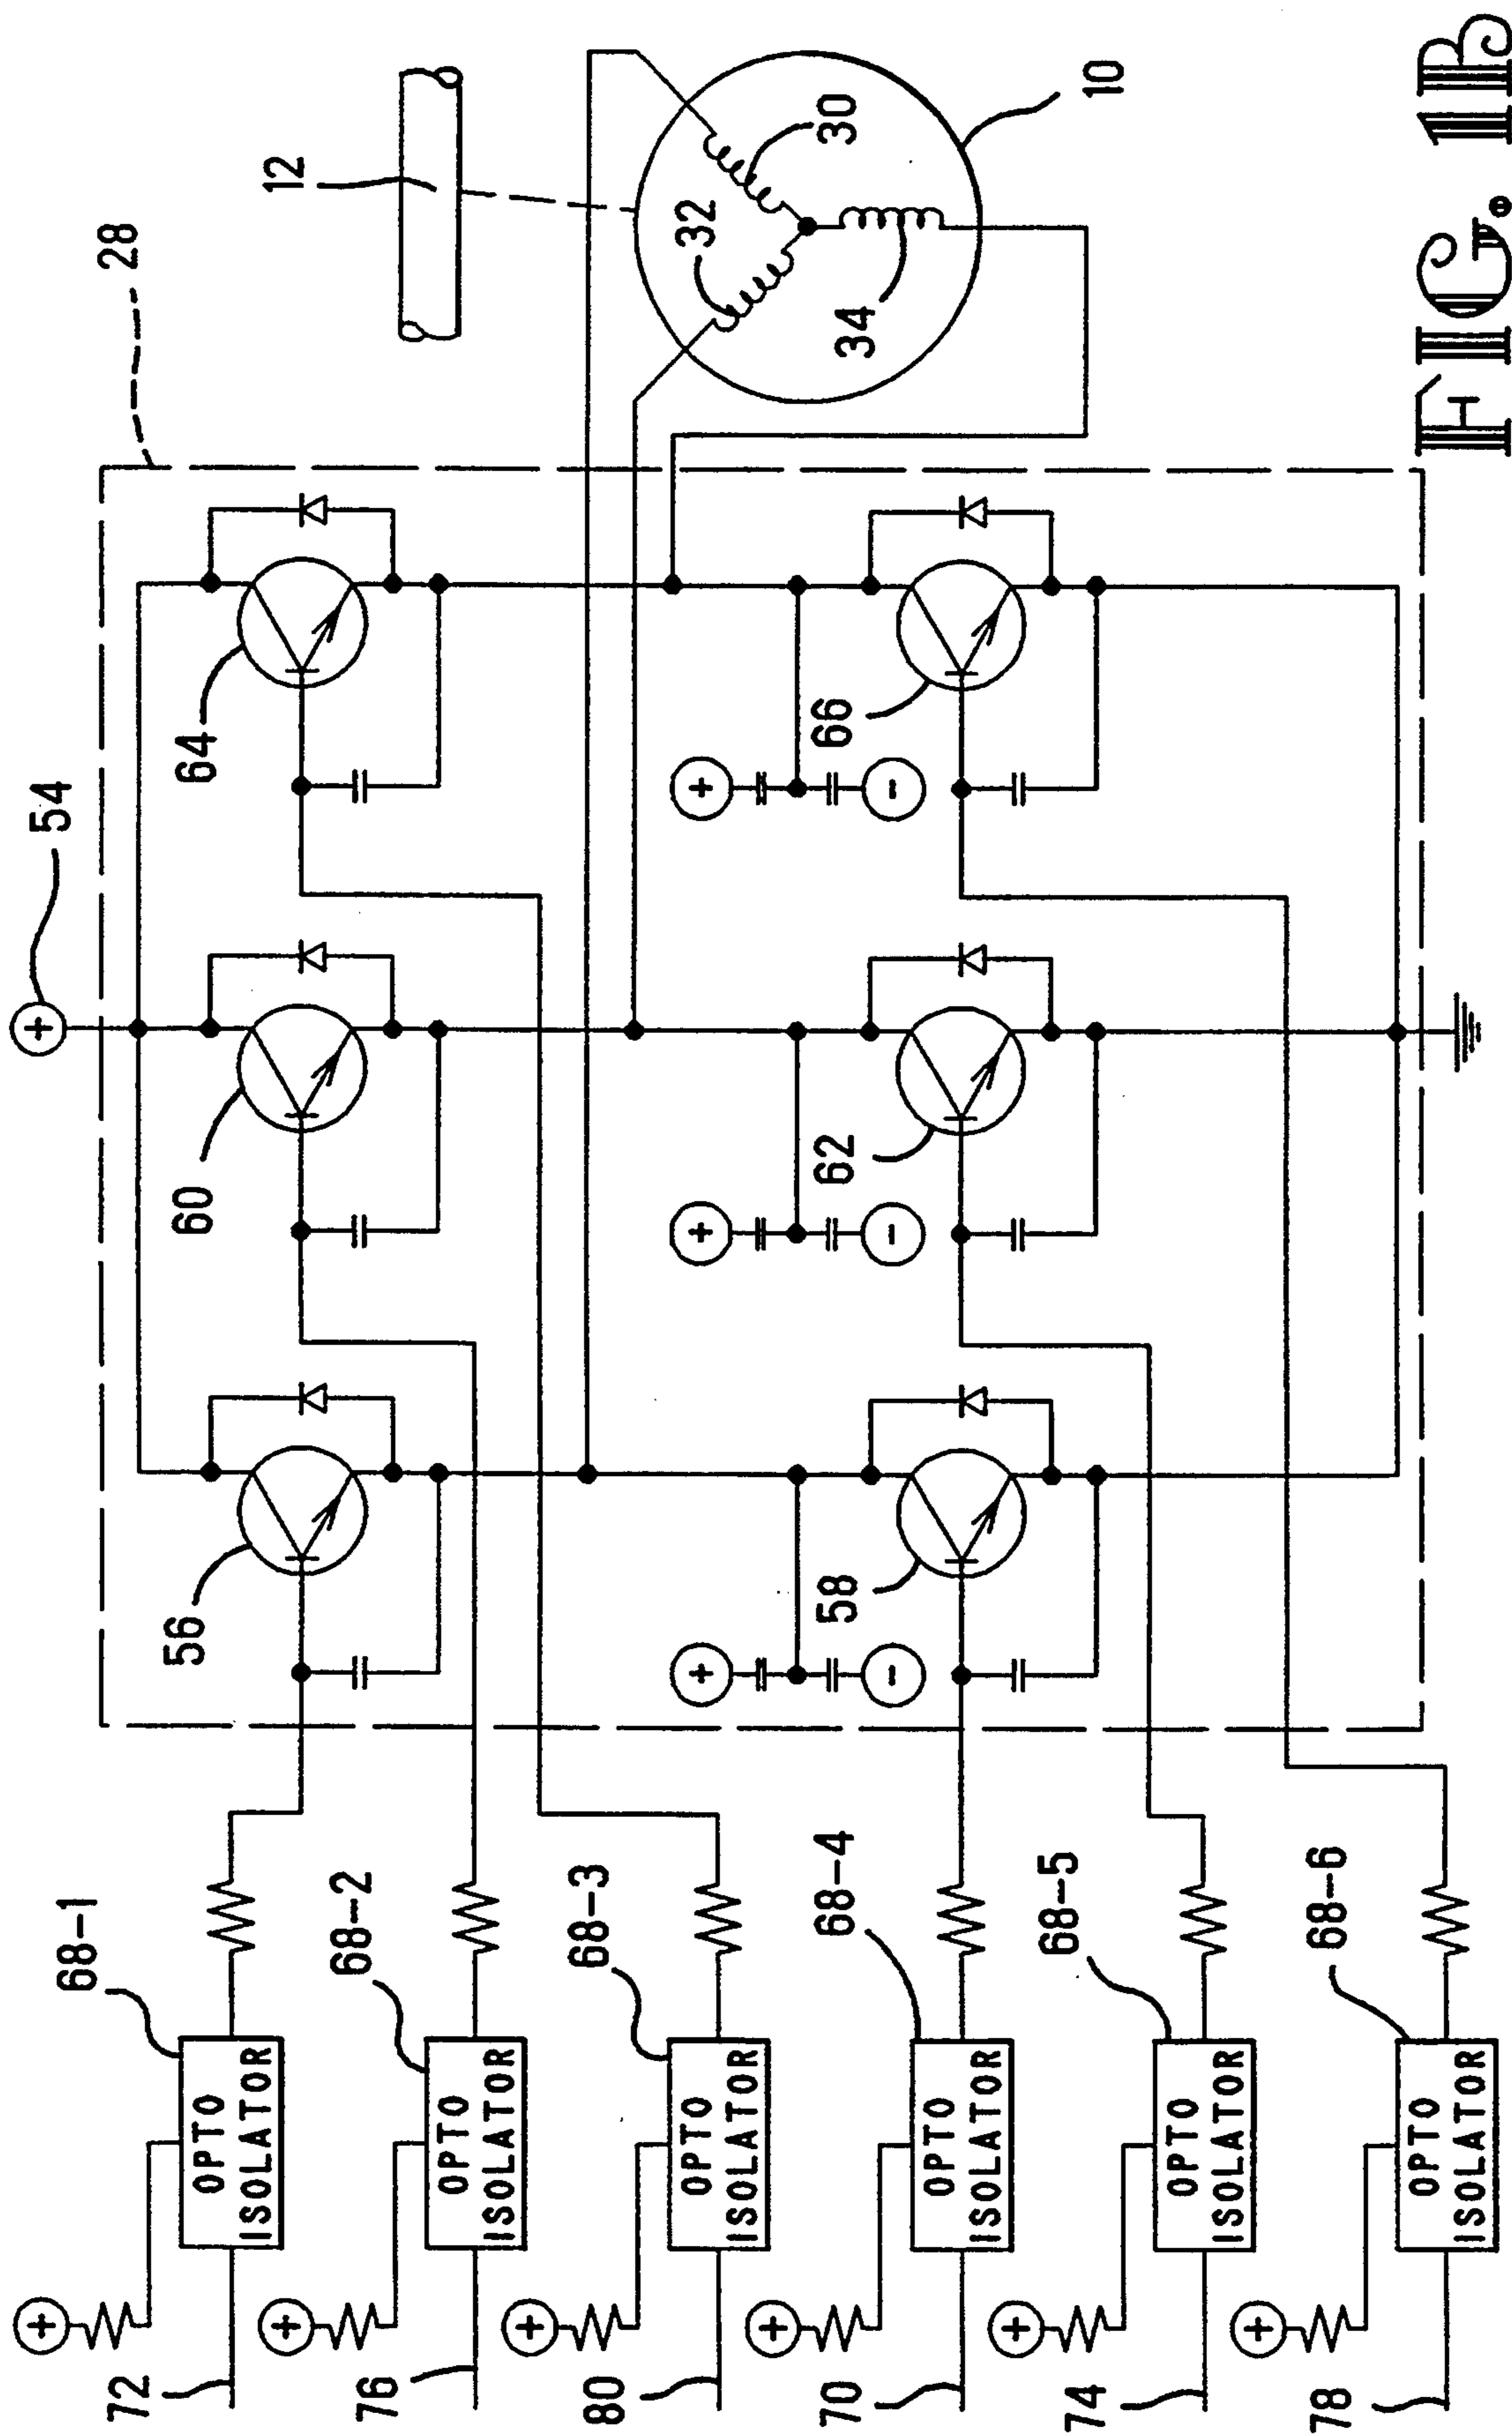 54
28
12
68-1
56
60
64
72
OPTO
ISOLATOR
68-2
76
OPTO
ISOLATOR
32
30
68-3
80
OPTO
ISOLATOR
34
10
+
-
+
-
+
-
68-4
58
62
66
70
OPTO
ISOLATOR
68-5
74
OPTO
ISOLATOR
68-6
78
OPTO
ISOLATOR
+
+
+
+
+
+
+
FIG. 1B